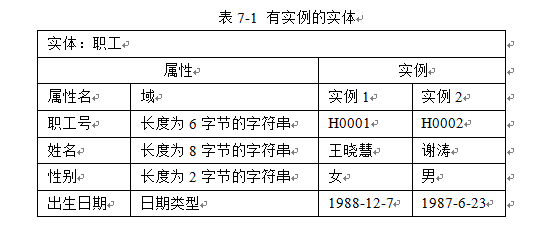 表 7-1 有实例的实体
实体：职工
属性 实例
属性名 域 实例 1 实例 2
职工号 长度为 6 字节的字符串 H0001 H0002
姓名 长度为 8 字节的字符串 王晓慧 谢涛
性别 长度为 2 字节的字符串 女 男
出生日期 日期类型 1988-12-7 1987-6-23